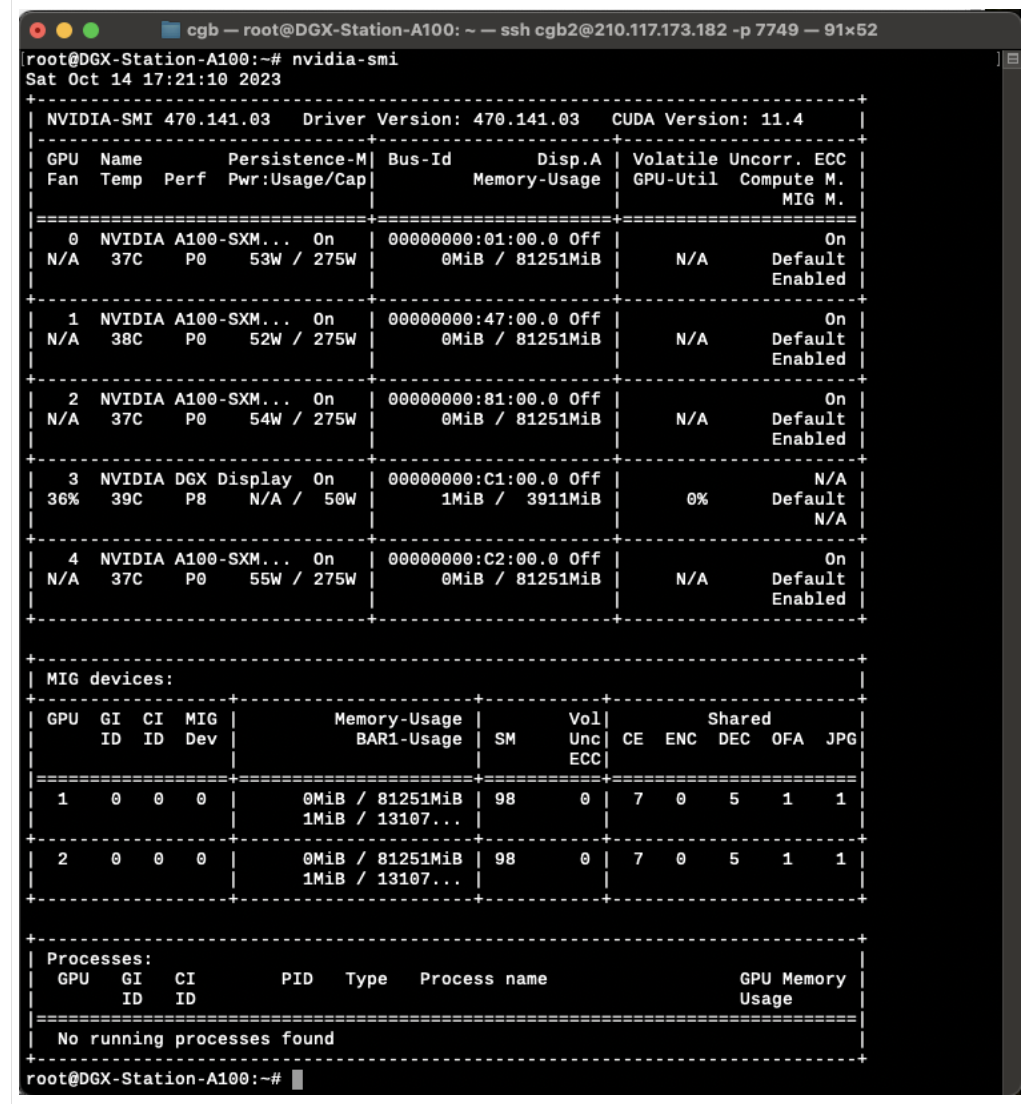 cgb — root@DGX-Station-A100: ~ — ssh cgb2@210.117.173.182 -p 7749 — 91×52
[root@DGX-Station-A100:~# nvidia-smi ]
Sat Oct 14 17:21:10 2023
+-----------------------------------------------------------------------------+
| NVIDIA-SMI 470.141.03   Driver Version: 470.141.03   CUDA Version: 11.4     |
|-------------------------------+----------------------+----------------------+
| GPU  Name        Persistence-M| Bus-Id        Disp.A | Volatile Uncorr. ECC |
| Fan  Temp  Perf  Pwr:Usage/Cap|         Memory-Usage | GPU-Util  Compute M. |
|                               |                      |               MIG M. |
|===============================+======================+======================|
|   0  NVIDIA A100-SXM...  On   | 00000000:01:00.0 Off |                   On |
| N/A   37C    P0    53W / 275W |      0MiB / 81251MiB |     N/A      Default |
|                               |                      |              Enabled |
+-------------------------------+----------------------+----------------------+
|   1  NVIDIA A100-SXM...  On   | 00000000:47:00.0 Off |                   On |
| N/A   38C    P0    52W / 275W |      0MiB / 81251MiB |     N/A      Default |
|                               |                      |              Enabled |
+-------------------------------+----------------------+----------------------+
|   2  NVIDIA A100-SXM...  On   | 00000000:81:00.0 Off |                   On |
| N/A   37C    P0    54W / 275W |      0MiB / 81251MiB |     N/A      Default |
|                               |                      |              Enabled |
+-------------------------------+----------------------+----------------------+
|   3  NVIDIA DGX Display  On   | 00000000:C1:00.0 Off |                  N/A |
| 36%   39C    P8    N/A /  50W |      1MiB /  3911MiB |      0%      Default |
|                               |                      |                  N/A |
+-------------------------------+----------------------+----------------------+
|   4  NVIDIA A100-SXM...  On   | 00000000:C2:00.0 Off |                   On |
| N/A   37C    P0    55W / 275W |      0MiB / 81251MiB |     N/A      Default |
|                               |                      |              Enabled |
+-------------------------------+----------------------+----------------------+
+-----------------------------------------------------------------------------+
| MIG devices:                                                                |
+------------------+----------------------+-----------+-----------------------+
| GPU  GI  CI  MIG |         Memory-Usage |        Vol|         Shared        |
|      ID  ID  Dev |           BAR1-Usage | SM     Unc| CE  ENC  DEC  OFA  JPG|
|                  |                      |        ECC|                       |
|==================+======================+===========+=======================|
|  1    0   0   0  |      0MiB / 81251MiB | 98      0 |  7   0    5    1    1 |
|                  |      1MiB / 13107... |           |                       |
+------------------+----------------------+-----------+-----------------------+
|  2    0   0   0  |      0MiB / 81251MiB | 98      0 |  7   0    5    1    1 |
|                  |      1MiB / 13107... |           |                       |
+------------------+----------------------+-----------+-----------------------+
+-----------------------------------------------------------------------------+
| Processes:                                                                  |
|  GPU   GI   CI        PID   Type   Process name                  GPU Memory |
|        ID   ID                                                   Usage      |
|=============================================================================|
|  No running processes found                                                 |
+-----------------------------------------------------------------------------+
root@DGX-Station-A100:~#